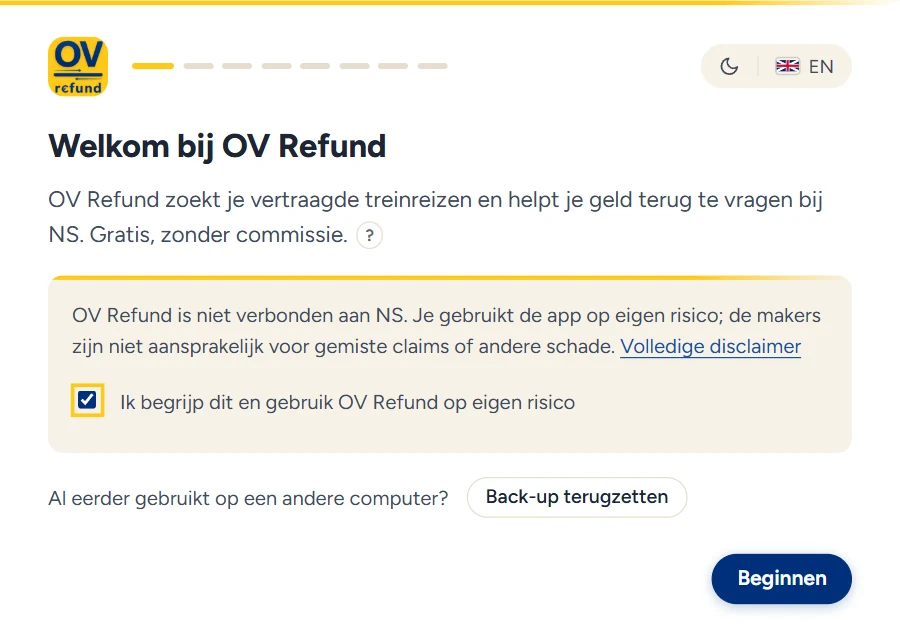 OV
refund
EN
Welkom bij OV Refund
OV Refund zoekt je vertraagde treinreizen en helpt je geld terug te vragen bij
NS. Gratis, zonder commissie. ?
OV Refund is niet verbonden aan NS. Je gebruikt de app op eigen risico; de makers
zijn niet aansprakelijk voor gemiste claims of andere schade. Volledige disclaimer
Ik begrijp dit en gebruik OV Refund op eigen risico
Al eerder gebruikt op een andere computer? Back-up terugzetten
Beginnen